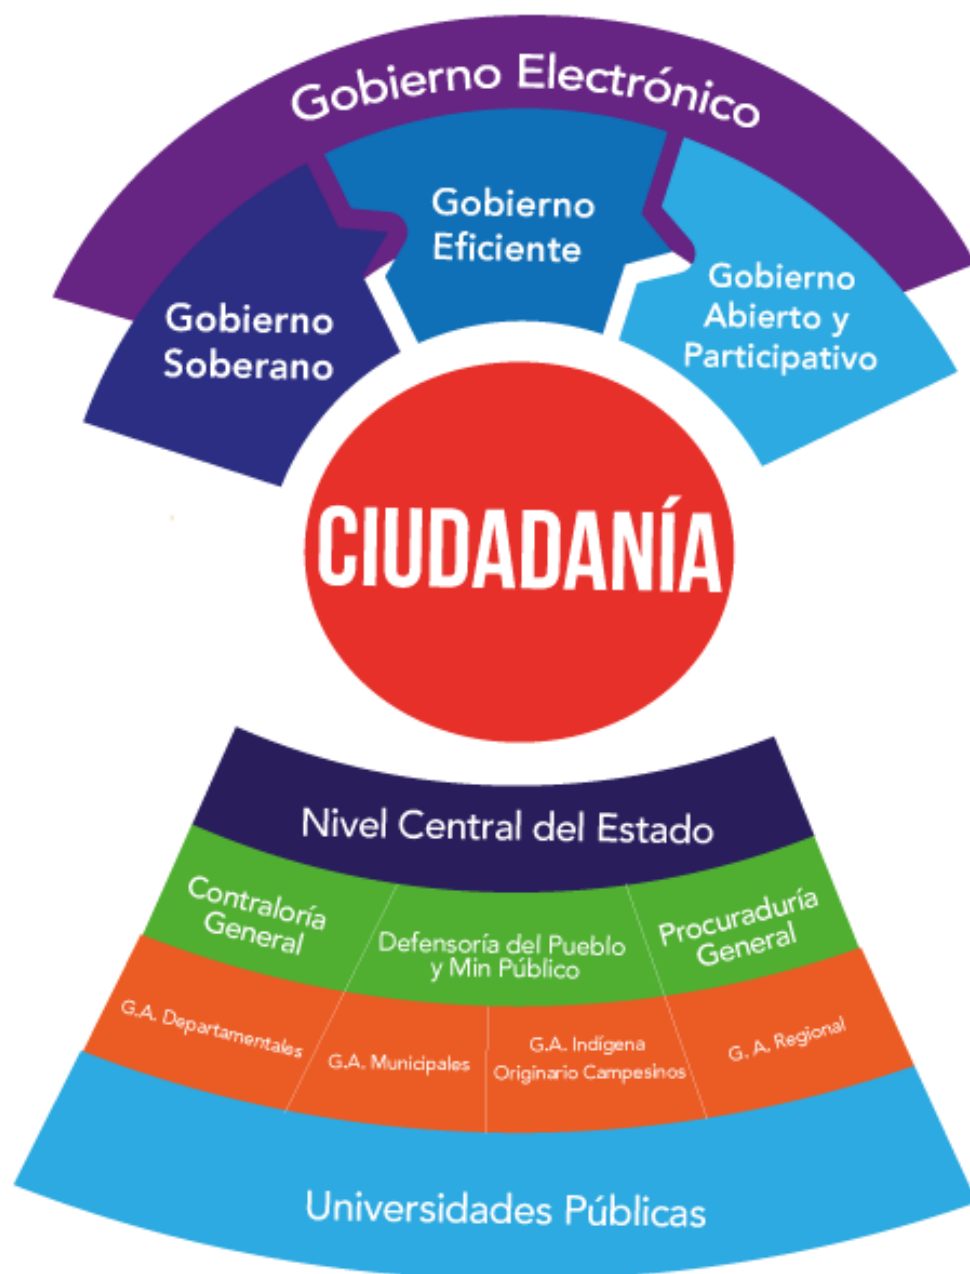 Gobierno Electrónico
Gobierno
Soberano
Gobierno
Eficiente
Gobierno
Abierto y
Participativo
CIUDADANÍA
Nivel Central del Estado
Contraloría
General
Defensoría del Pueblo
y Min Público
Procuraduría
General
G.A. Departamentales
G.A. Municipales
G.A. Indígena
Originario Campesinos
G. A. Regional
Universidades Públicas